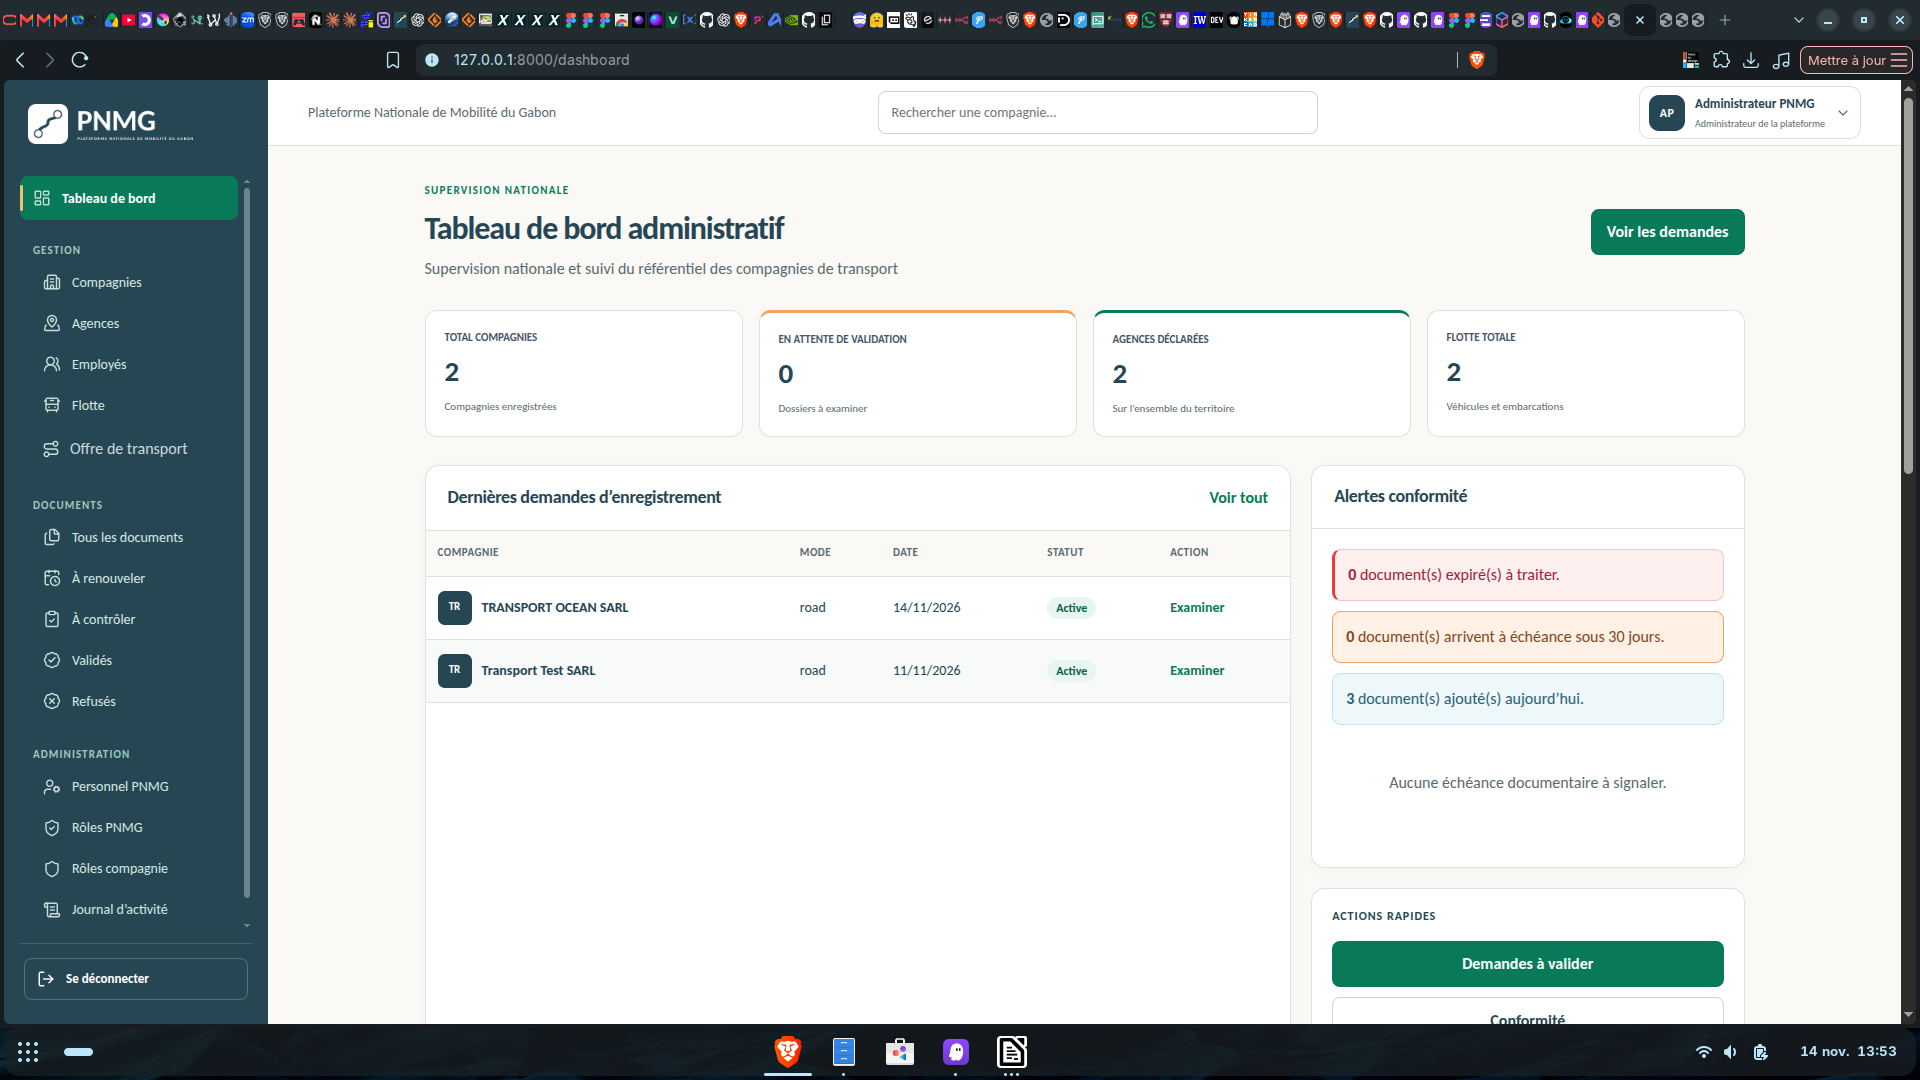 127.0.0.1:8000/dashboard
Mettre à jour
PNMG
PLATEFORME NATIONALE DE MOBILITÉ DU GABON
Plateforme Nationale de Mobilité du Gabon
Rechercher une compagnie...
AP
Administrateur PNMG
Administrateur de la plateforme
Tableau de bord
GESTION
Compagnies
Agences
Employés
Flotte
Offre de transport
DOCUMENTS
Tous les documents
À renouveler
À contrôler
Validés
Refusés
ADMINISTRATION
Personnel PNMG
Rôles PNMG
Rôles compagnie
Journal d’activité
Se déconnecter
SUPERVISION NATIONALE
Tableau de bord administratif
Supervision nationale et suivi du référentiel des compagnies de transport
Voir les demandes
TOTAL COMPAGNIES
2
Compagnies enregistrées
EN ATTENTE DE VALIDATION
0
Dossiers à examiner
AGENCES DÉCLARÉES
2
Sur l’ensemble du territoire
FLOTTE TOTALE
2
Véhicules et embarcations
Dernières demandes d’enregistrement
Voir tout
COMPAGNIE MODE DATE STATUT ACTION
TR TRANSPORT OCEAN SARL road 14/11/2026 Active Examiner
TR Transport Test SARL road 11/11/2026 Active Examiner
Alertes conformité
0 document(s) expiré(s) à traiter.
0 document(s) arrivent à échéance sous 30 jours.
3 document(s) ajouté(s) aujourd’hui.
Aucune échéance documentaire à signaler.
ACTIONS RAPIDES
Demandes à valider
Conformité
14 nov. 13:53